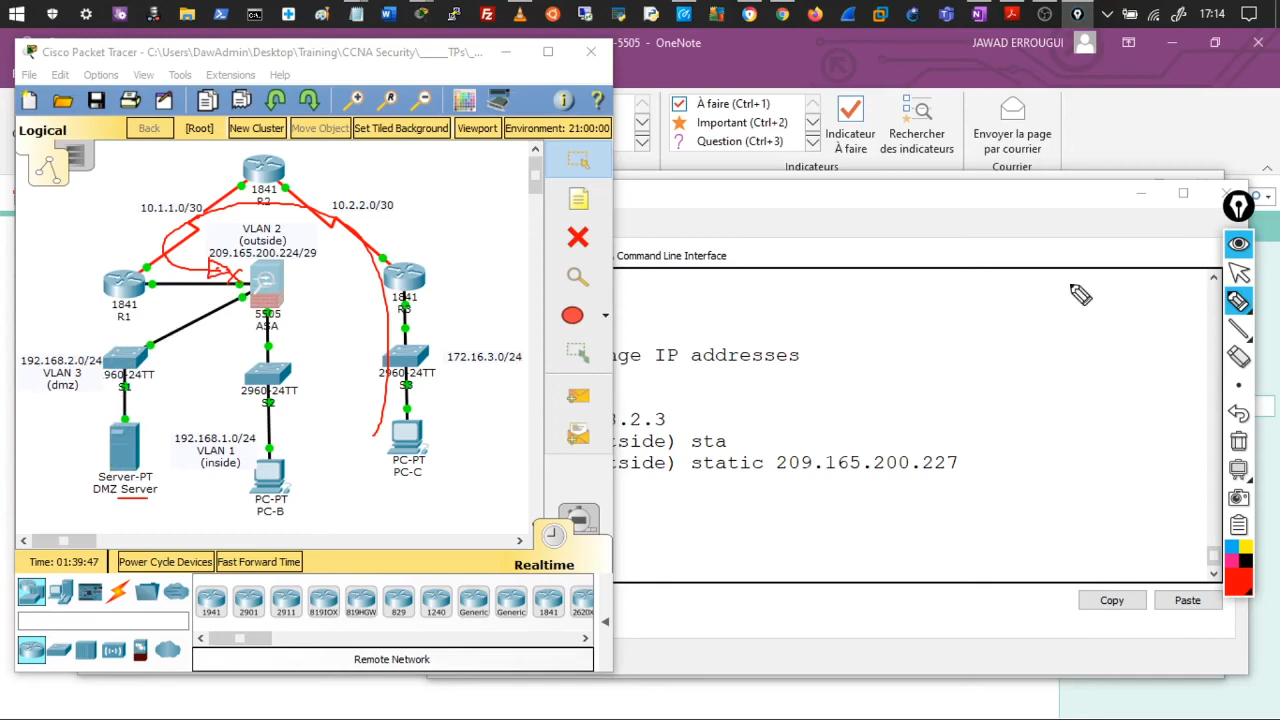 17:14
Cisco Packet Tracer - C:\Users\DawAdmin\Desktop\Training\CCNA Security\_____TPs\_...
-5505 - OneNote
JAWAD ERROUGUI
File Edit Options View Tools Extensions Help
À faire (Ctrl+1)
Important (Ctrl+2)
Question (Ctrl+3)
Indicateur
À faire
Rechercher
des indicateurs
Envoyer la page
par courrier
Indicateurs
Courrier
Logical
Back
[Root]
New Cluster
Move Object
Set Tiled Background
Viewport
Environment: 21:00:00
1841
R2
10.1.1.0/30
10.2.2.0/30
VLAN 2
(outside)
209.165.200.224/29
1841
R1
5505
ASA
1841
R3
192.168.2.0/24
VLAN 3
(dmz)
960-24TT
S1
2960-24TT
S2
2960-24TT
S3
172.16.3.0/24
192.168.1.0/24
VLAN 1
(inside)
Server-PT
DMZ Server
PC-PT
PC-B
PC-PT
PC-C
Command Line Interface
nge IP addresses
8.2.3
tside) sta
tside) static 209.165.200.227
Copy
Paste
Time: 01:39:47
Power Cycle Devices
Fast Forward Time
Realtime
1941 2901 2911 819IOX 819HGW 829 1240 Generic Generic 1841 2620X
Remote Network